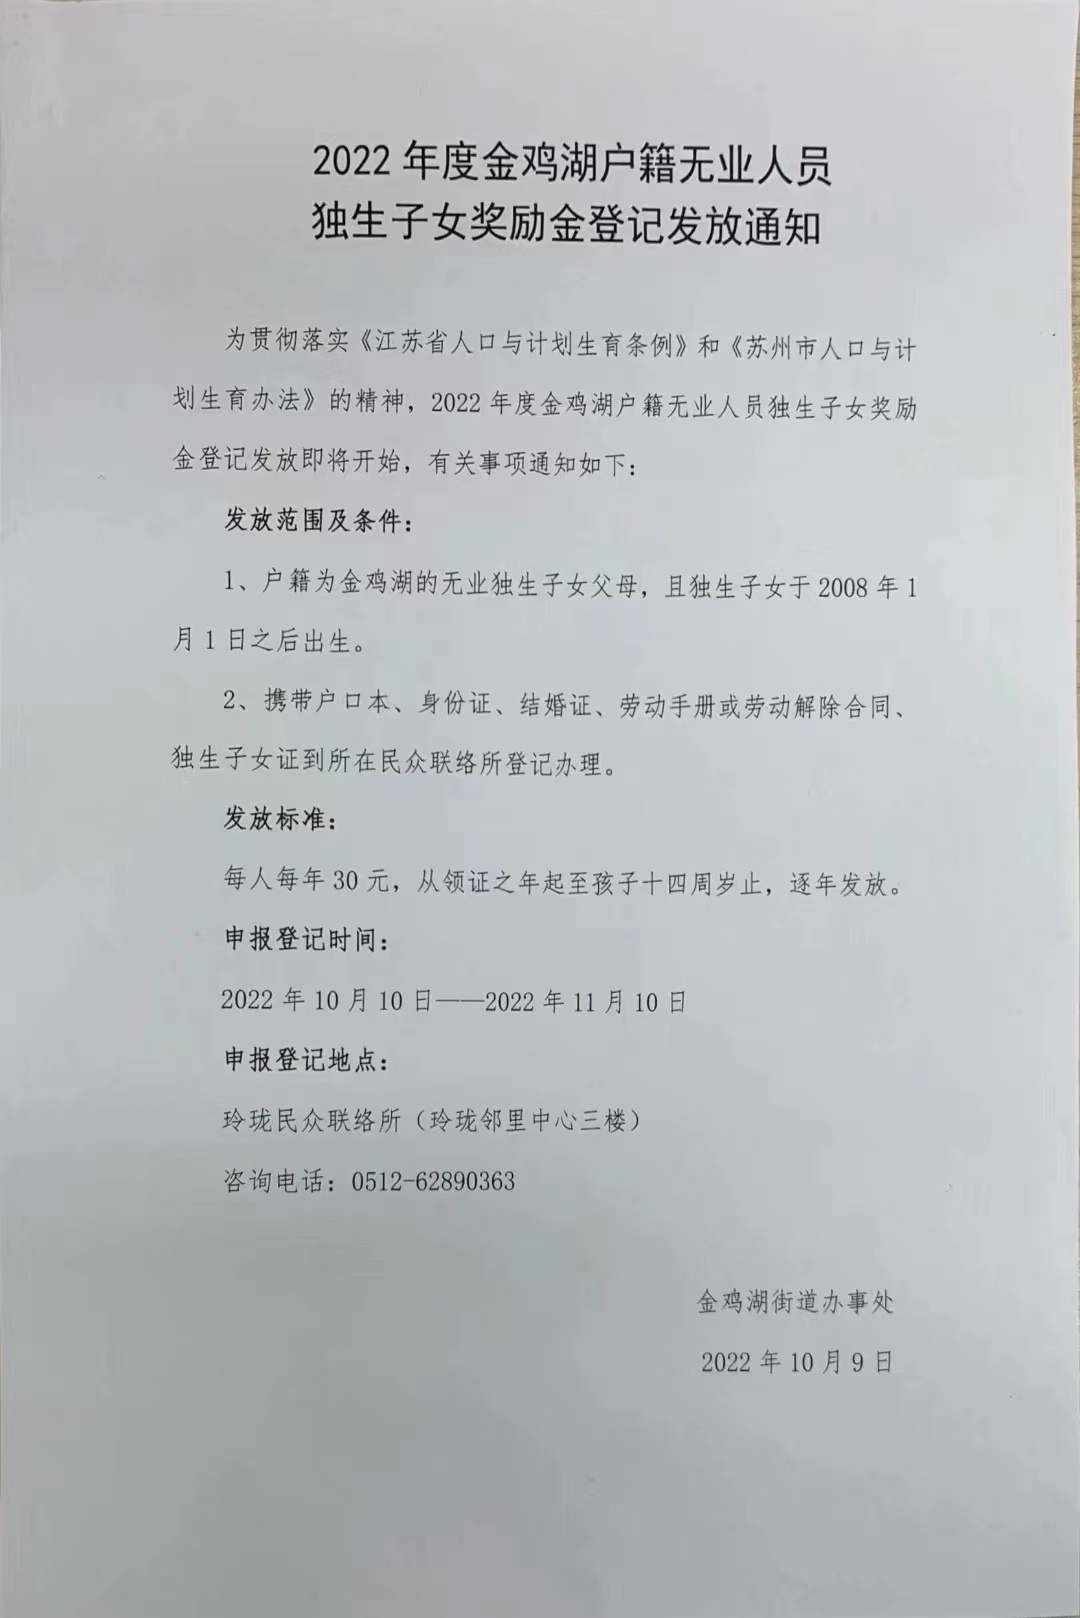 2022 年度金鸡湖户籍无业人员
独生子女奖励金登记发放通知
为贯彻落实《江苏省人口与计划生育条例》和《苏州市人口与计
划生育办法》的精神，2022 年度金鸡湖户籍无业人员独生子女奖励
金登记发放即将开始，有关事项通知如下：
发放范围及条件：
1、户籍为金鸡湖的无业独生子女父母，且独生子女于 2008 年 1
月 1 日之后出生。
2、携带户口本、身份证、结婚证、劳动手册或劳动解除合同、
独生子女证到所在民众联络所登记办理。
发放标准：
每人每年 30 元，从领证之年起至孩子十四周岁止，逐年发放。
申报登记时间：
2022 年 10 月 10 日——2022 年 11 月 10 日
申报登记地点：
玲珑民众联络所（玲珑邻里中心三楼）
咨询电话：0512-62890363
金鸡湖街道办事处
2022 年 10 月 9 日